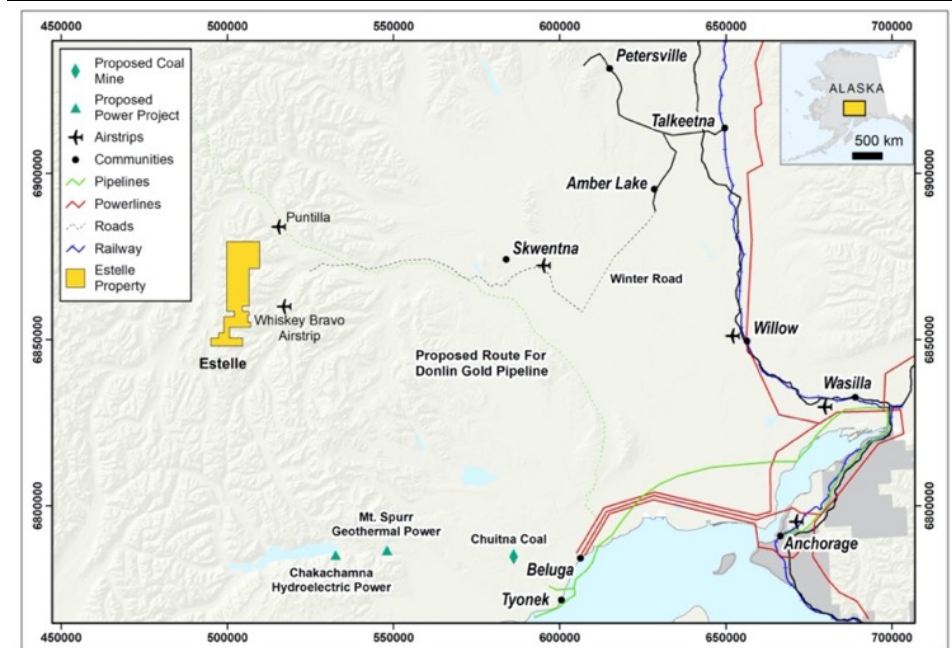 450000 500000 550000 600000 650000 700000
Proposed Coal
Mine
Proposed
Power Project
Airstrips
Communities
Pipelines
Powerlines
Roads
Railway
Estelle
Property
Petersville
Talkeetna
Amber Lake
ALASKA
500 km
6900000
6900000
Puntilla
Skwentna
Winter Road
Whiskey Bravo
Airstrip
Estelle
Proposed Route For
Donlin Gold Pipeline
Willow
Wasilla
6850000
6850000
6800000
6800000
Mt. Spurr
Geothermal Power
Chuitna Coal
Chakachamna
Hydroelectric Power
Beluga
Tyonek
Anchorage
450000 500000 550000 600000 650000 700000